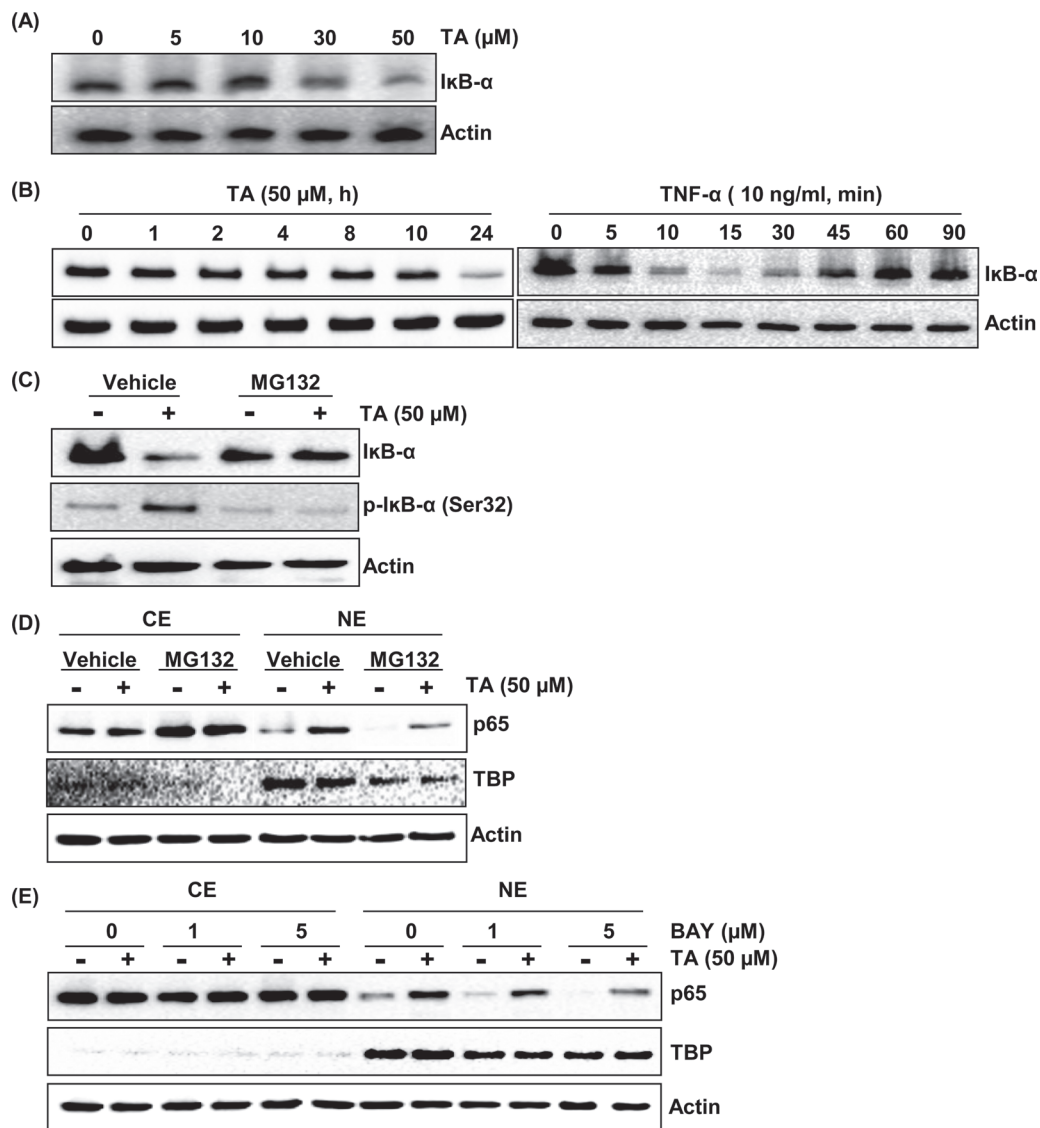 (A)
0 5 10 30 50 TA (µM)
IκB-α
Actin
(B)
TA (50 µM, h) TNF-α ( 10 ng/ml, min)
0 1 2 4 8 10 24 0 5 10 15 30 45 60 90
IκB-α
Actin
(C)
Vehicle MG132
- + - + TA (50 µM)
IκB-α
p-IκB-α (Ser32)
Actin
(D)
CE NE
Vehicle MG132 Vehicle MG132
- + - + - + - + TA (50 µM)
p65
TBP
Actin
(E)
CE NE
0 1 5 0 1 5 BAY (µM)
- + - + - + - + - + - + TA (50 µM)
p65
TBP
Actin